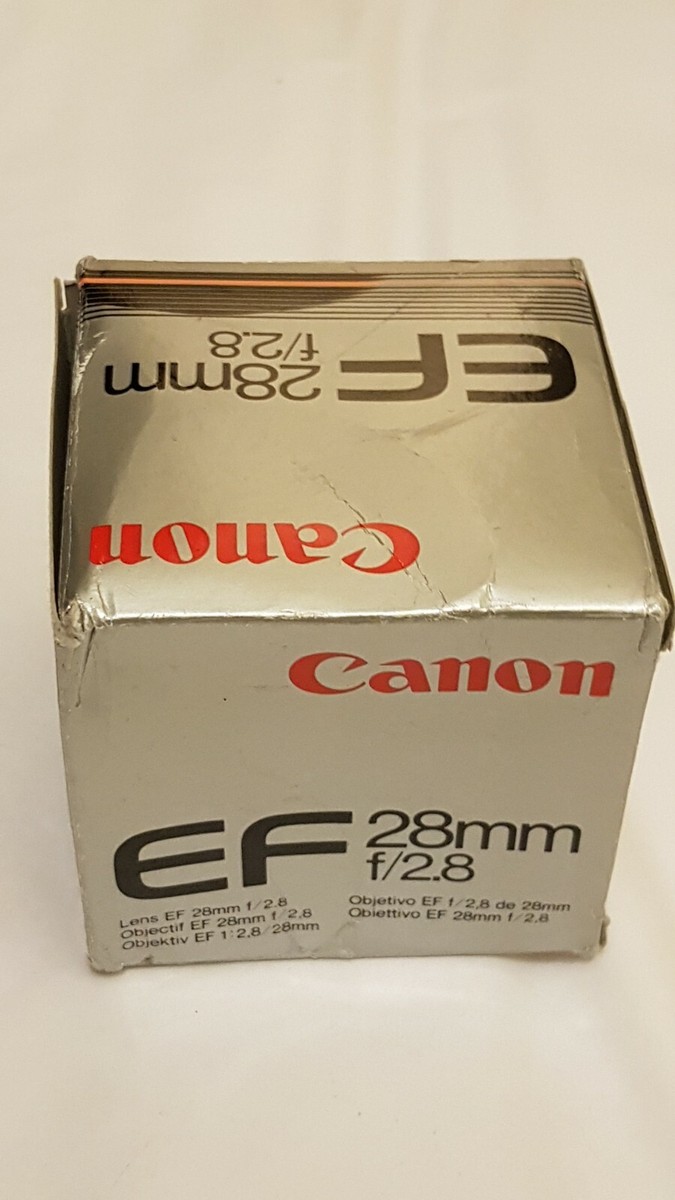 EF 28mm
f/2.8
Canon
Canon
EF 28mm
f/2.8
Lens EF 28mm f/2.8
Objectif EF 28mm f/2,8
Objektiv EF 1:2,8/28mm
Objetivo EF f/2,8 de 28mm
Obiettivo EF 28mm f/2,8